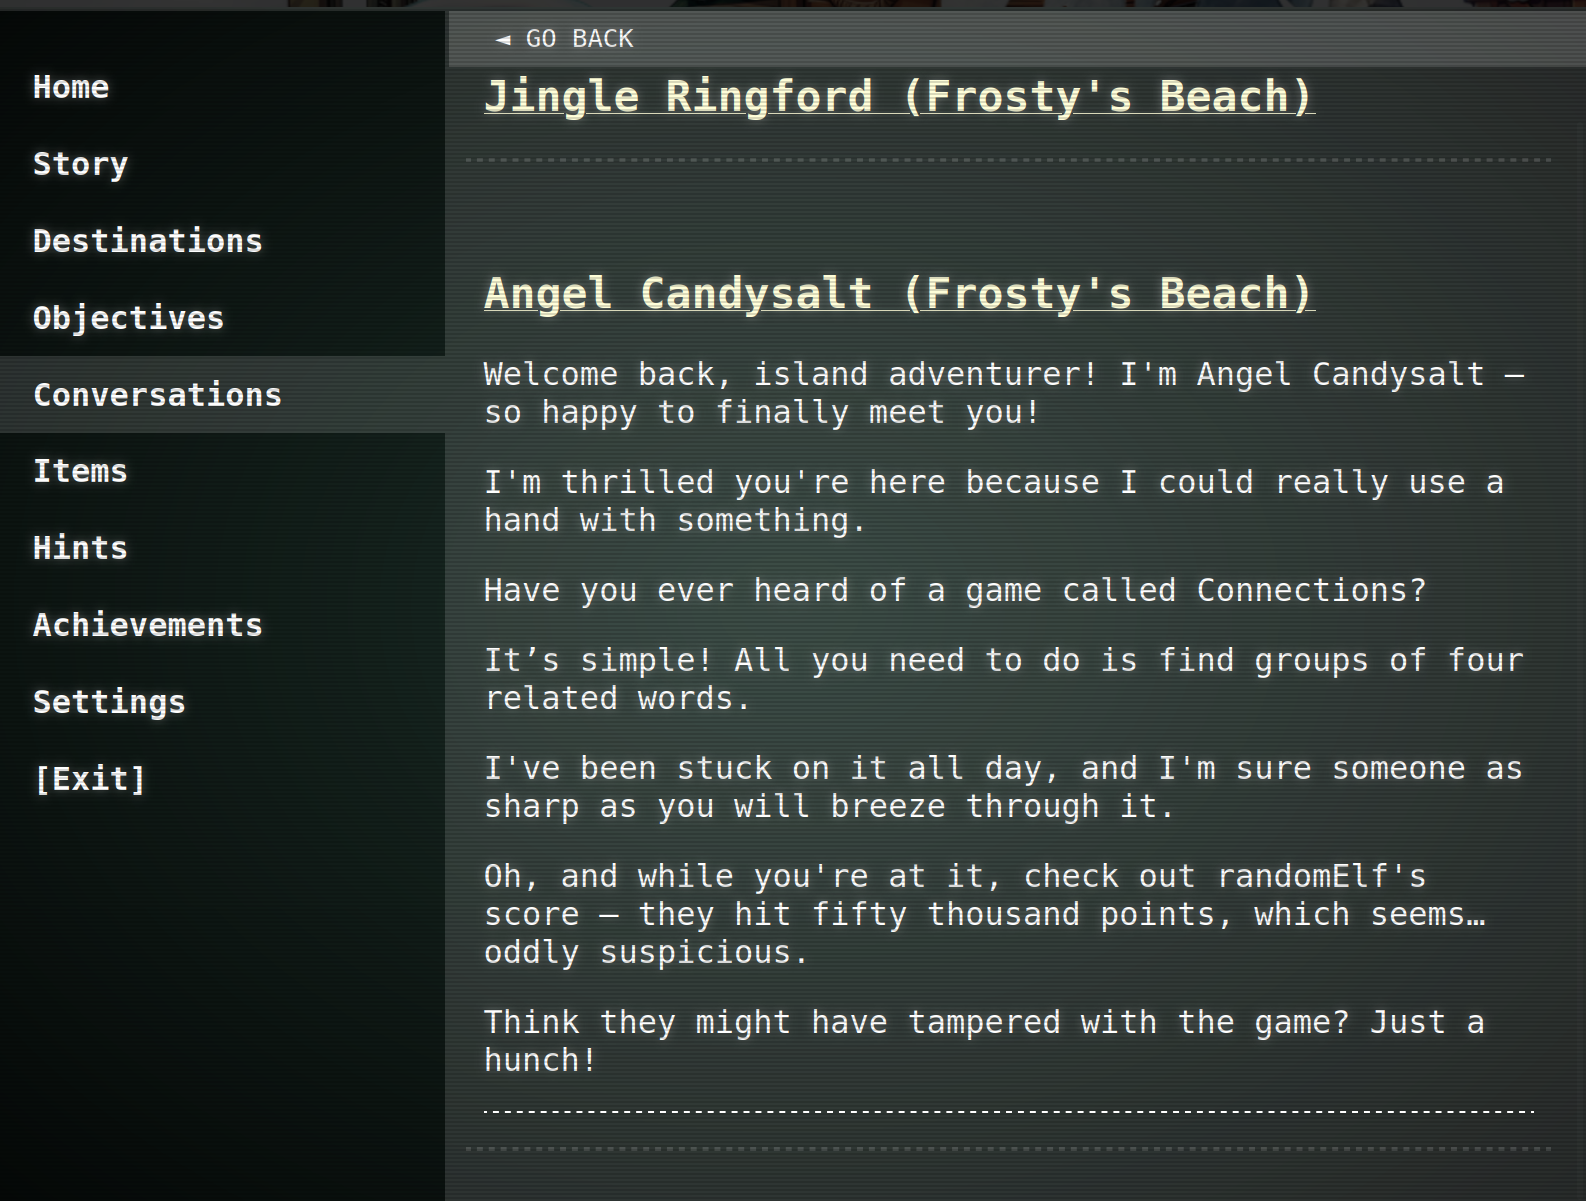 ◄ GO BACK
Home
Story
Destinations
Objectives
Conversations
Items
Hints
Achievements
Settings
[Exit]
Jingle Ringford (Frosty's Beach)
Angel Candysalt (Frosty's Beach)
Welcome back, island adventurer! I'm Angel Candysalt —
so happy to finally meet you!
I'm thrilled you're here because I could really use a
hand with something.
Have you ever heard of a game called Connections?
It’s simple! All you need to do is find groups of four
related words.
I've been stuck on it all day, and I'm sure someone as
sharp as you will breeze through it.
Oh, and while you're at it, check out randomElf's
score — they hit fifty thousand points, which seems…
oddly suspicious.
Think they might have tampered with the game? Just a
hunch!